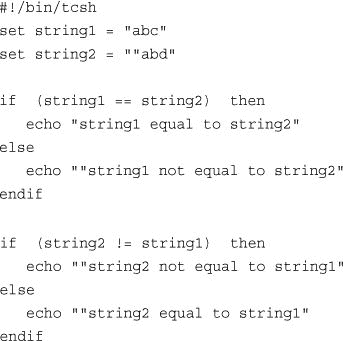 #!/bin/tcsh
set string1 = "abc"
set string2 = ""abd"
if (string1 == string2) then
echo "string1 equal to string2"
else
echo ""string1 not equal to string2"
endif
if (string2 != string1) then
echo ""string2 not equal to string1"
else
echo ""string2 equal to string1"
endif